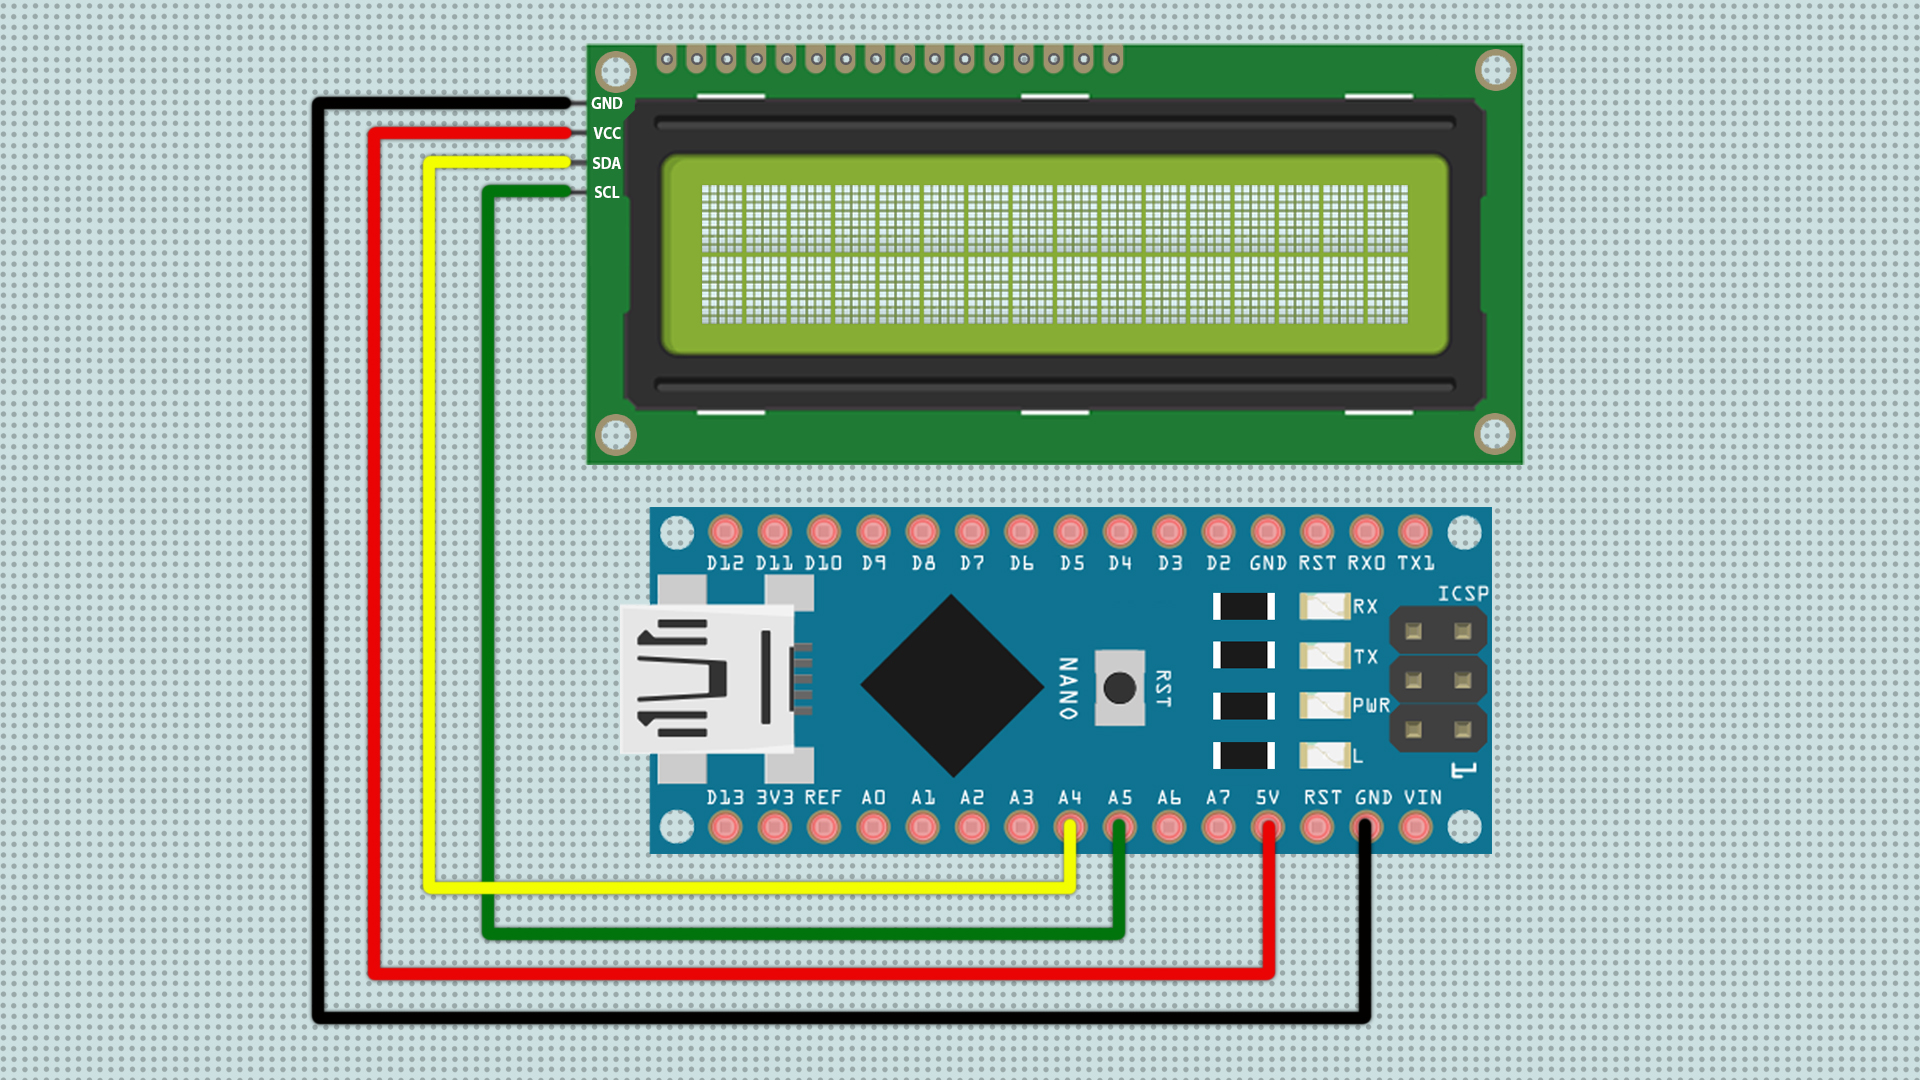 GND
VCC
SDA
SCL
D12 D11 D10 D9 D8 D7 D6 D5 D4 D3 D2 GND RST RX0 TX1
ICSP
RX
TX
NANO
RST
PWR
L
1
D13 3V3 REF A0 A1 A2 A3 A4 A5 A6 A7 5V RST GND VIN